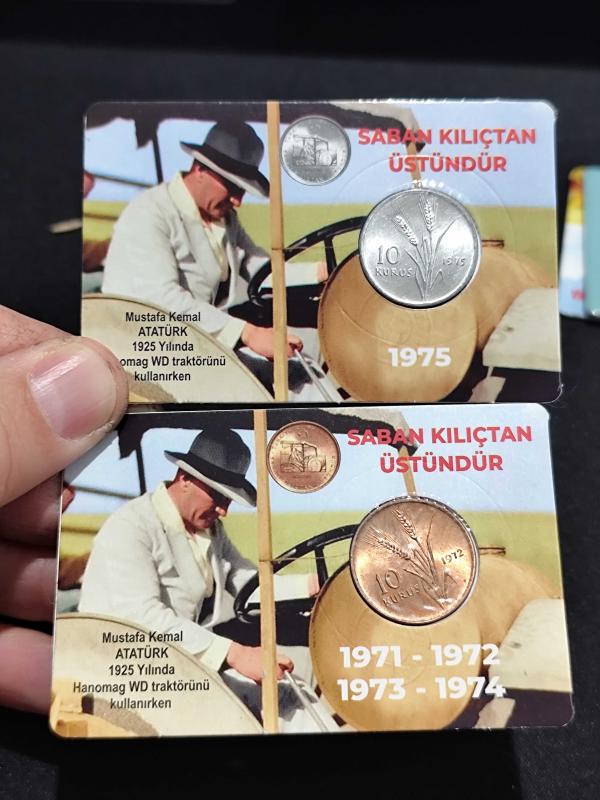 SABAN KILIÇTAN
ÜSTÜNDÜR
10
KURUŞ
1975
Mustafa Kemal
ATATÜRK
1925 Yılında
omag WD traktörünü
kullanırken
1975
SABAN KILIÇTAN
ÜSTÜNDÜR
10
KURUŞ
1972
Mustafa Kemal
ATATÜRK
1925 Yılında
Hanomag WD traktörünü
kullanırken
1971 - 1972
1973 - 1974